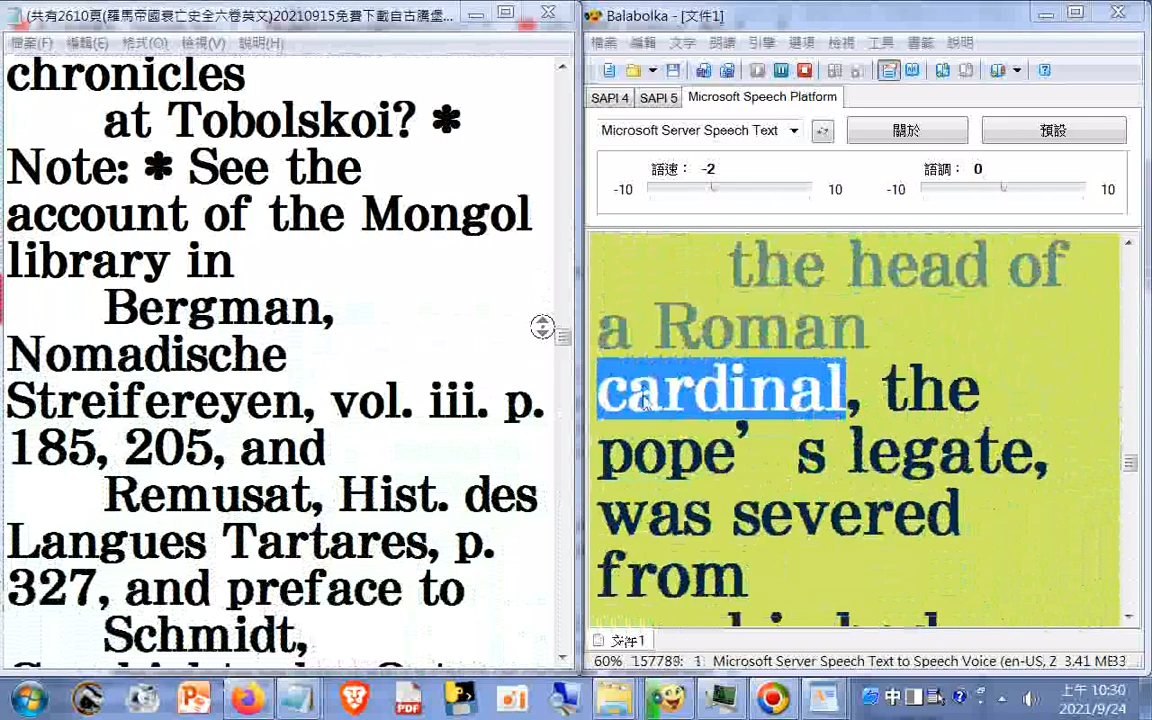 (共有2610頁(羅馬帝國衰亡史全六卷英文)20210915免費下載自古騰堡...
檔案(F) 編輯(E) 格式(O) 檢視(V) 說明(H)
chronicles
at Tobolskoi? *
Note: * See the
account of the Mongol
library in
Bergman,
Nomadische
Streifereyen, vol. iii. p.
185, 205, and
Remusat, Hist. des
Langues Tartares, p.
327, and preface to
Schmidt,
Balabolka - [文件1]
檔案 編輯 文字 朗讀 引擎 選項 檢視 工具 書籤 說明
SAPI 4 SAPI 5 Microsoft Speech Platform
Microsoft Server Speech Text 關於 預設
語速: -2 語調: 0
-10 10 -10 10
the head of
a Roman
cardinal, the
pope’s legate,
was severed
from
文件1
60% 157789: 1 Microsoft Server Speech Text to Speech Voice (en-US, 2 3,41 MB33
中
上午 10:30
2021/9/24